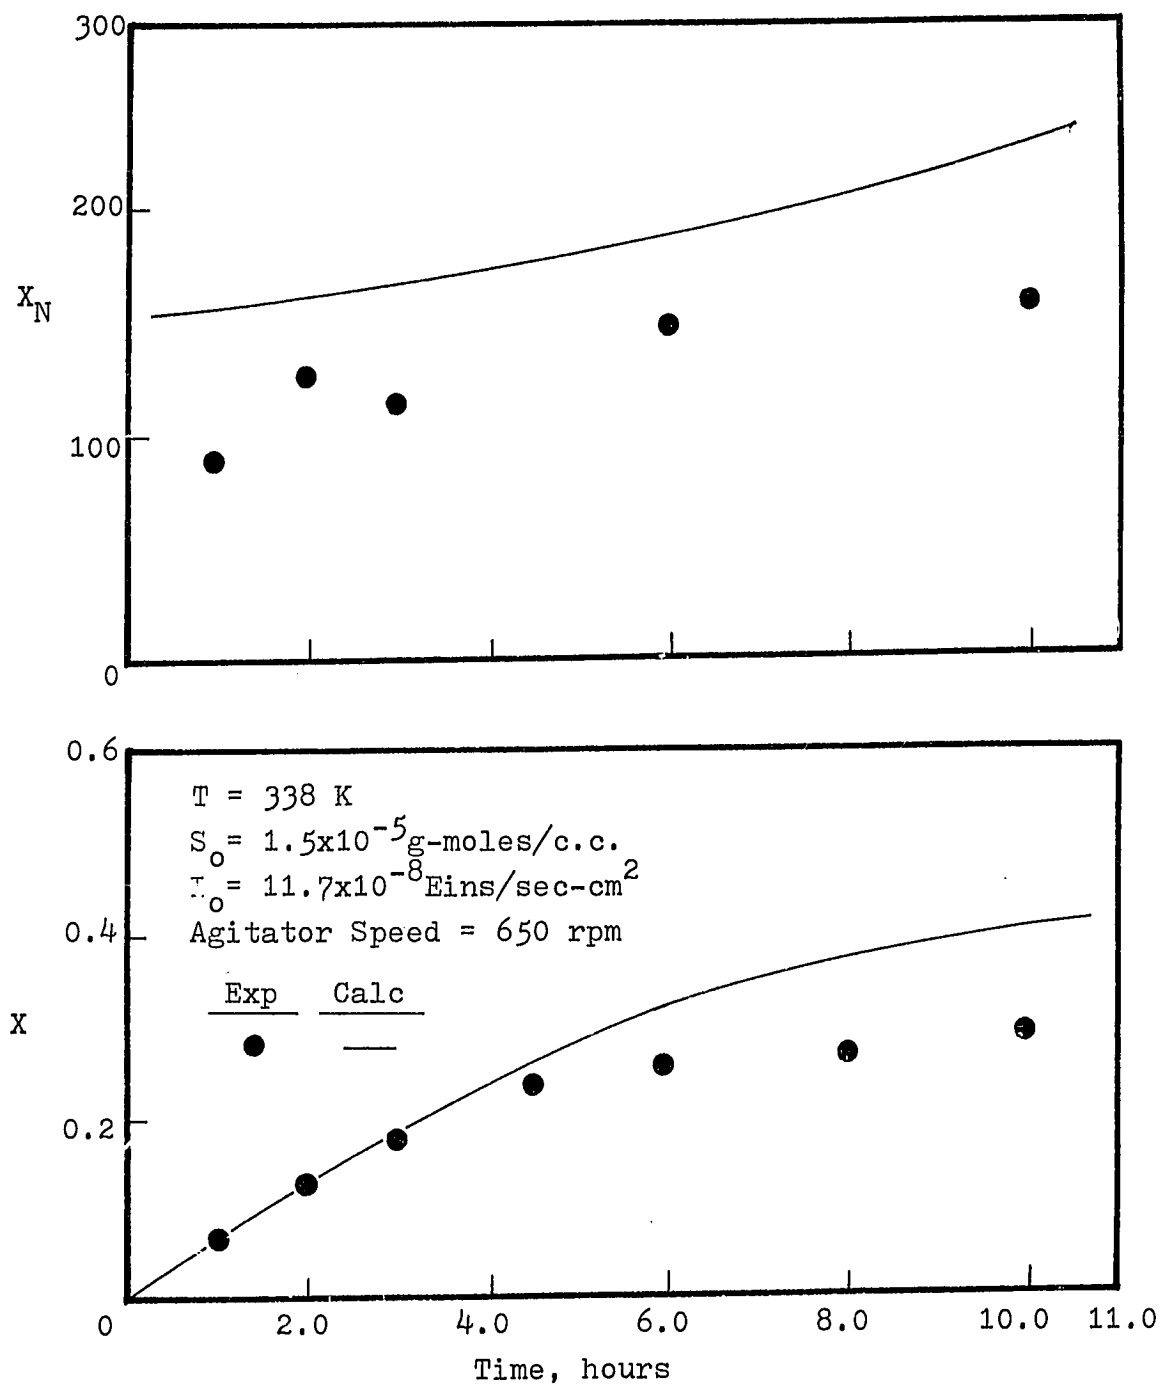 300
200
X_N
100
0
0.6
T = 338 K
S_o = 1.5x10^-5 g-moles/c.c.
I_o = 11.7x10^-8 Eins/sec-cm^2
0.4
Agitator Speed = 650 rpm
Exp Calc
X
0.2
0 2.0 4.0 6.0 8.0 10.0 11.0
Time, hours